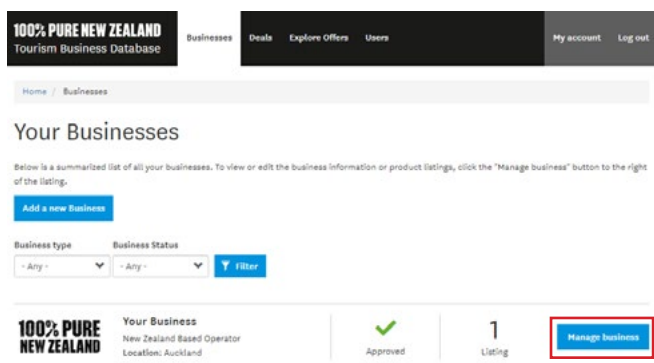 100% PURE NEW ZEALAND
Tourism Business Database
Businesses
Deals
Explore Offers
Users
My account
Log out
Home / Businesses
Your Businesses
Below is a summarized list of all your businesses. To view or edit the business information or product listings, click the "Manage business" button to the right
of the listing.
Add a new Business
Business type
Business Status
- Any -
- Any -
Filter
100% PURE
NEW ZEALAND
Your Business
New Zealand Based Operator
Location: Auckland
Approved
1
Listing
Manage business